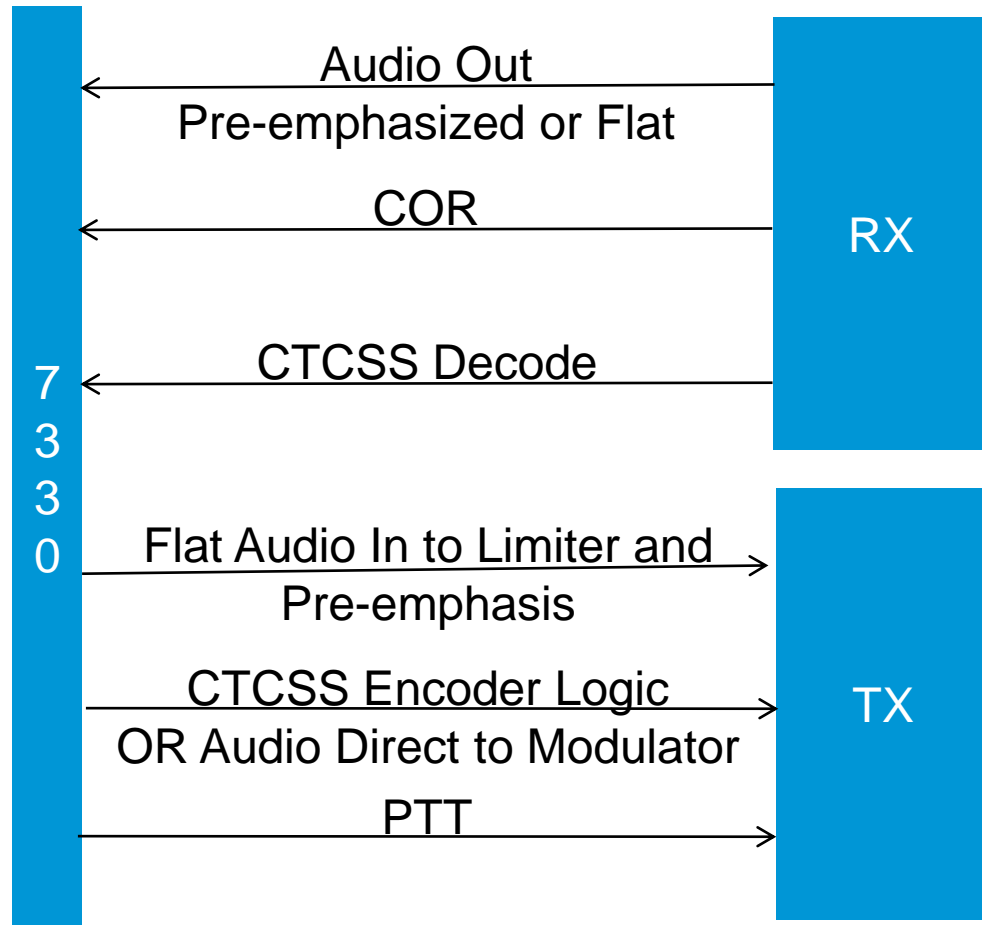 Audio Out
Pre-emphasized or Flat
COR
RX
CTCSS Decode
7
3
3
0
Flat Audio In to Limiter and
Pre-emphasis
CTCSS Encoder Logic
OR Audio Direct to Modulator
TX
PTT